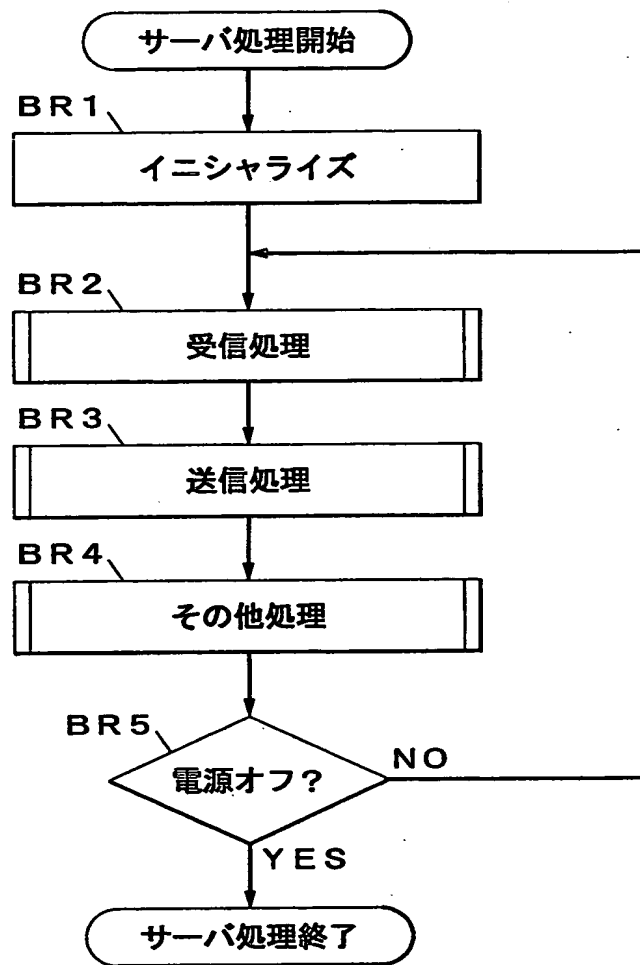 サーバ処理開始
BR1
イニシャライズ
BR2
受信処理
BR3
送信処理
BR4
その他処理
BR5
電源オフ?
NO
YES
サーバ処理終了